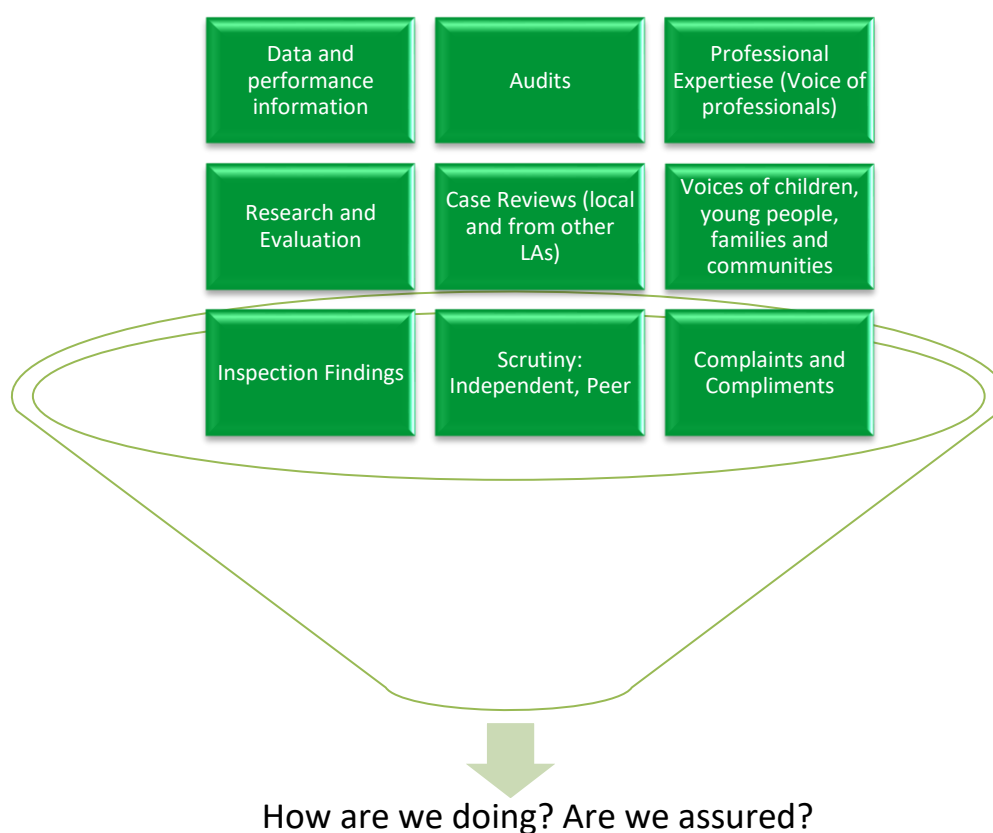 Data and
performance
information
Audits
Professional
Expertiese (Voice of
professionals)
Research and
Evaluation
Case Reviews (local
and from other
LAs)
Voices of children,
young people,
families and
communities
Inspection Findings
Scrutiny:
Independent, Peer
Complaints and
Compliments
How are we doing? Are we assured?